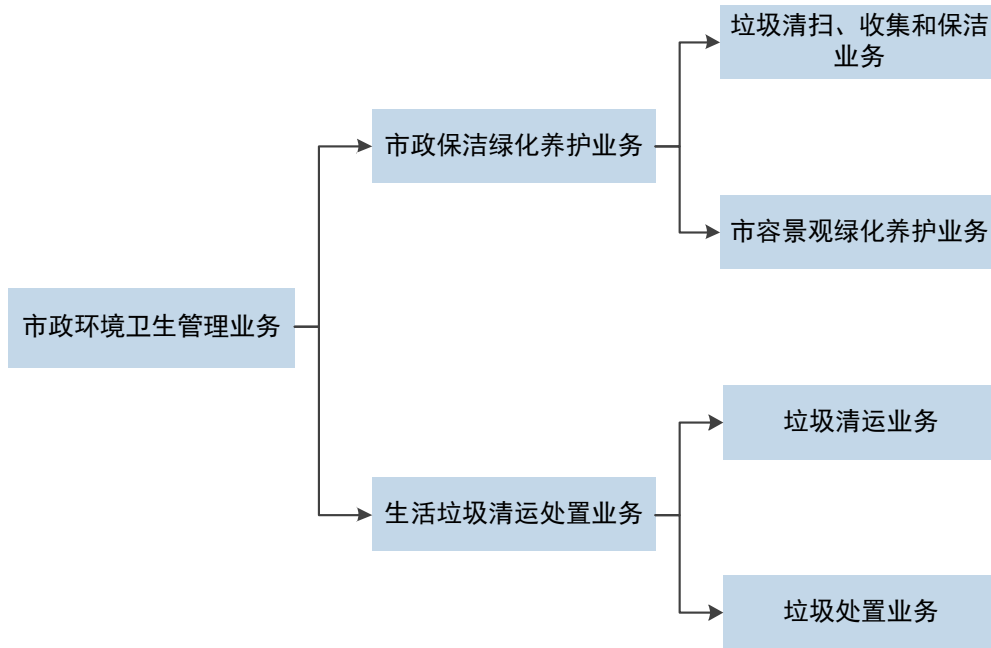 垃圾清扫、收集和保洁
业务
市政保洁绿化养护业务
市容景观绿化养护业务
市政环境卫生管理业务
垃圾清运业务
生活垃圾清运处置业务
垃圾处置业务